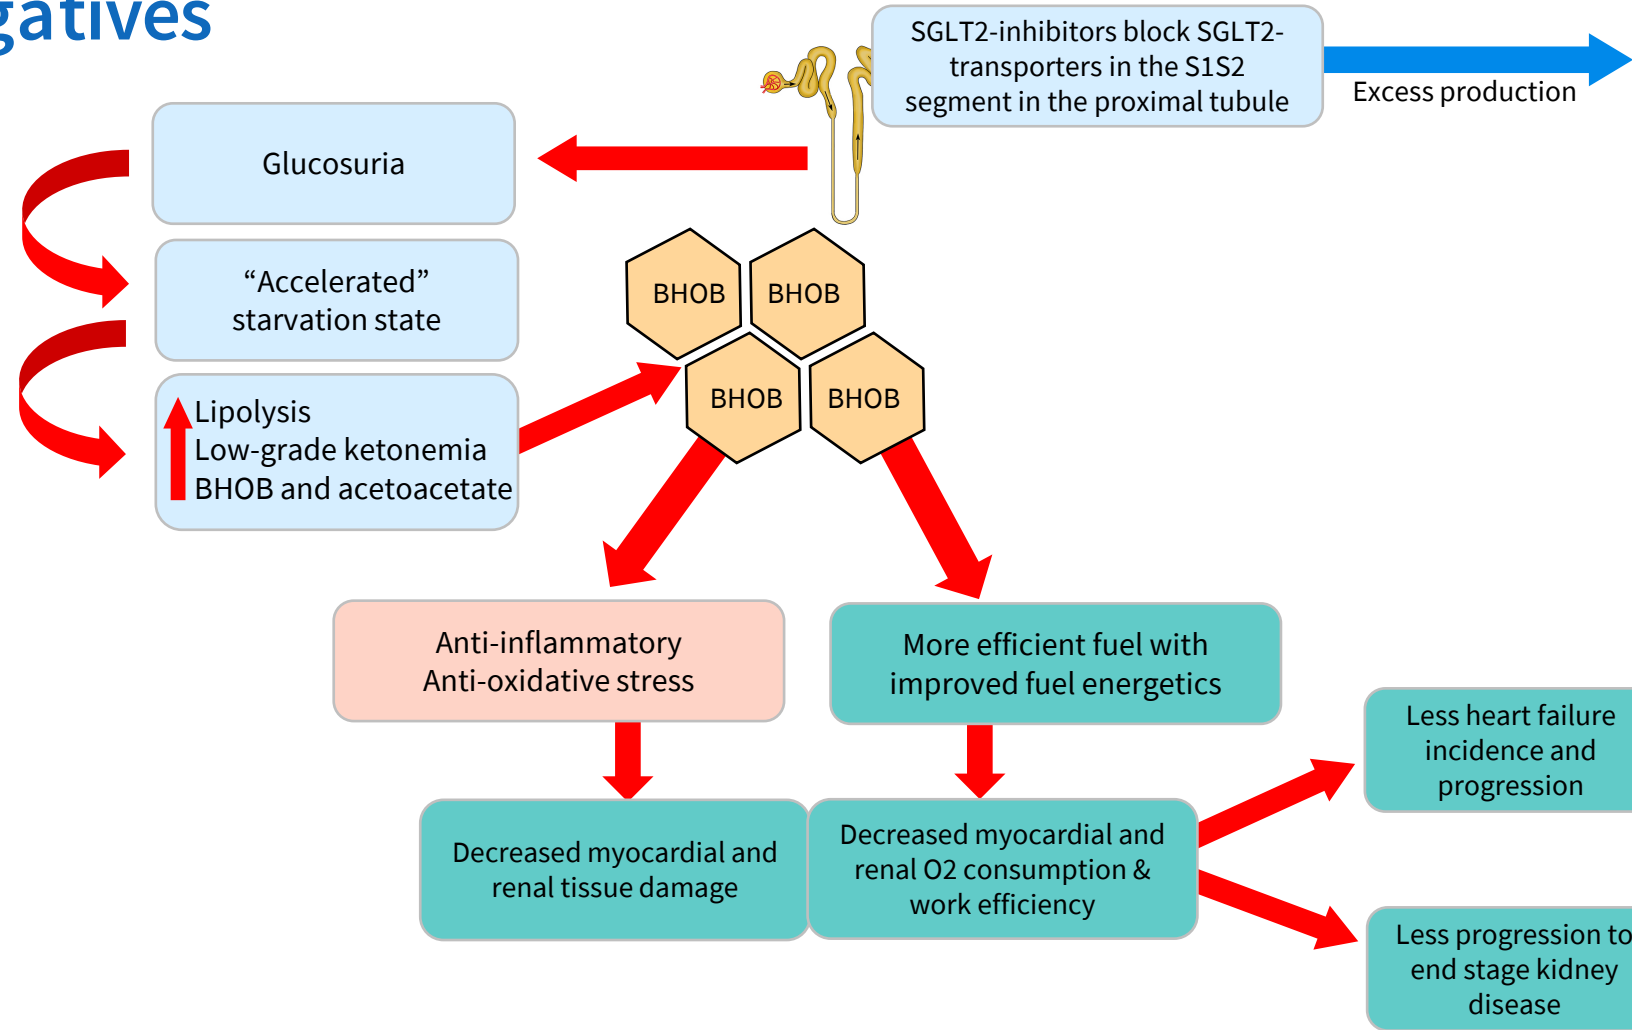 gatives
SGLT2-inhibitors block SGLT2-
transporters in the S1S2
segment in the proximal tubule
Excess production
Glucosuria
“Accelerated”
starvation state
Lipolysis
Low-grade ketonemia
BHOB and acetoacetate
BHOB
BHOB
BHOB
BHOB
Anti-inflammatory
Anti-oxidative stress
More efficient fuel with
improved fuel energetics
Decreased myocardial and
renal tissue damage
Decreased myocardial and
renal O2 consumption &
work efficiency
Less heart failure
incidence and
progression
Less progression to
end stage kidney
disease